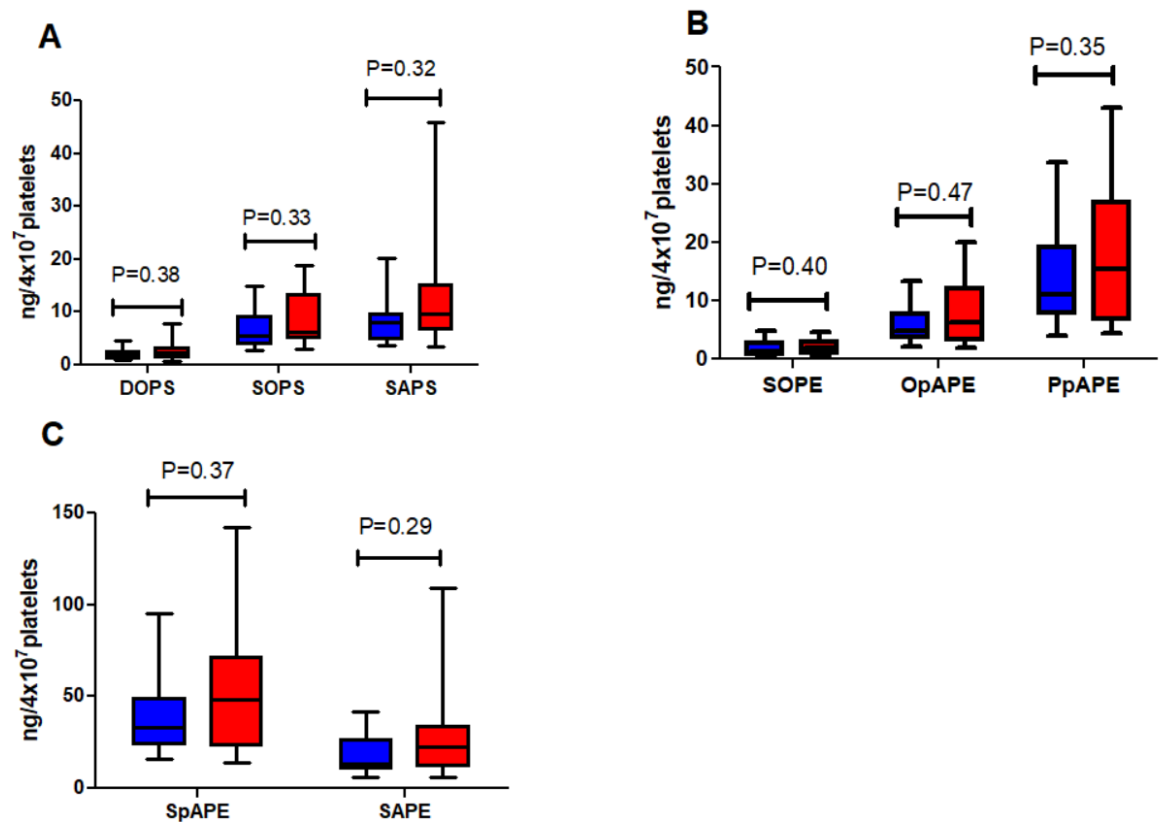 A
P=0.32
P=0.33
P=0.38
ng/4x10⁷platelets
50
40
30
20
10
0
DOPS SOPS SAPS
B
P=0.35
P=0.47
P=0.40
ng/4x10⁷platelets
50
40
30
20
10
0
SOPE OpAPE PpAPE
C
P=0.37
P=0.29
ng/4x10⁷platelets
150
100
50
0
SpAPE SAPE